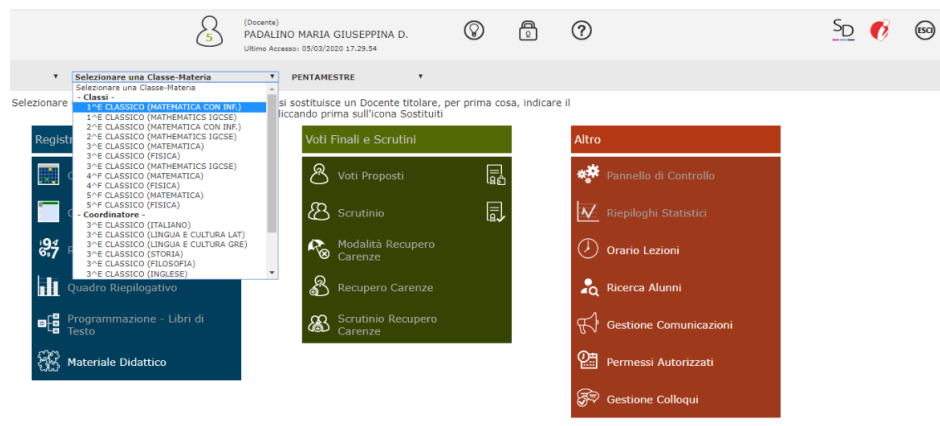 (Docente)
PADALINO MARIA GIUSEPPINA D.
Ultimo Accesso: 05/03/2020 17.29.54
5
?
SD
ESCI
Selezionare una Classe-Materia
PENTAMESTRE
Selezionare una Classe-Materia
- Classi -
1^E CLASSICO (MATEMATICA CON INF.)
1^E CLASSICO (MATHEMATICS IGCSE)
2^E CLASSICO (MATEMATICA CON INF.)
2^E CLASSICO (MATHEMATICS IGCSE)
3^E CLASSICO (MATEMATICA)
3^E CLASSICO (FISICA)
3^E CLASSICO (MATHEMATICS IGCSE)
4^F CLASSICO (MATEMATICA)
4^F CLASSICO (FISICA)
5^F CLASSICO (MATEMATICA)
5^F CLASSICO (FISICA)
- Coordinatore -
3^E CLASSICO (ITALIANO)
3^E CLASSICO (LINGUA E CULTURA LAT)
3^E CLASSICO (LINGUA E CULTURA GRE)
3^E CLASSICO (STORIA)
3^E CLASSICO (FILOSOFIA)
3^E CLASSICO (INGLESE)
Selezionare
si sostituisce un Docente titolare, per prima cosa, indicare il
liccando prima sull'icona Sostituiti
Registr
Quadro Riepilogativo
Programmazione - Libri di
Testo
Materiale Didattico
Voti Finali e Scrutini
Voti Proposti
Scrutinio
Modalità Recupero
Carenze
Recupero Carenze
Scrutinio Recupero
Carenze
Altro
Pannello di Controllo
Riepiloghi Statistici
Orario Lezioni
Ricerca Alunni
Gestione Comunicazioni
Permessi Autorizzati
Gestione Colloqui